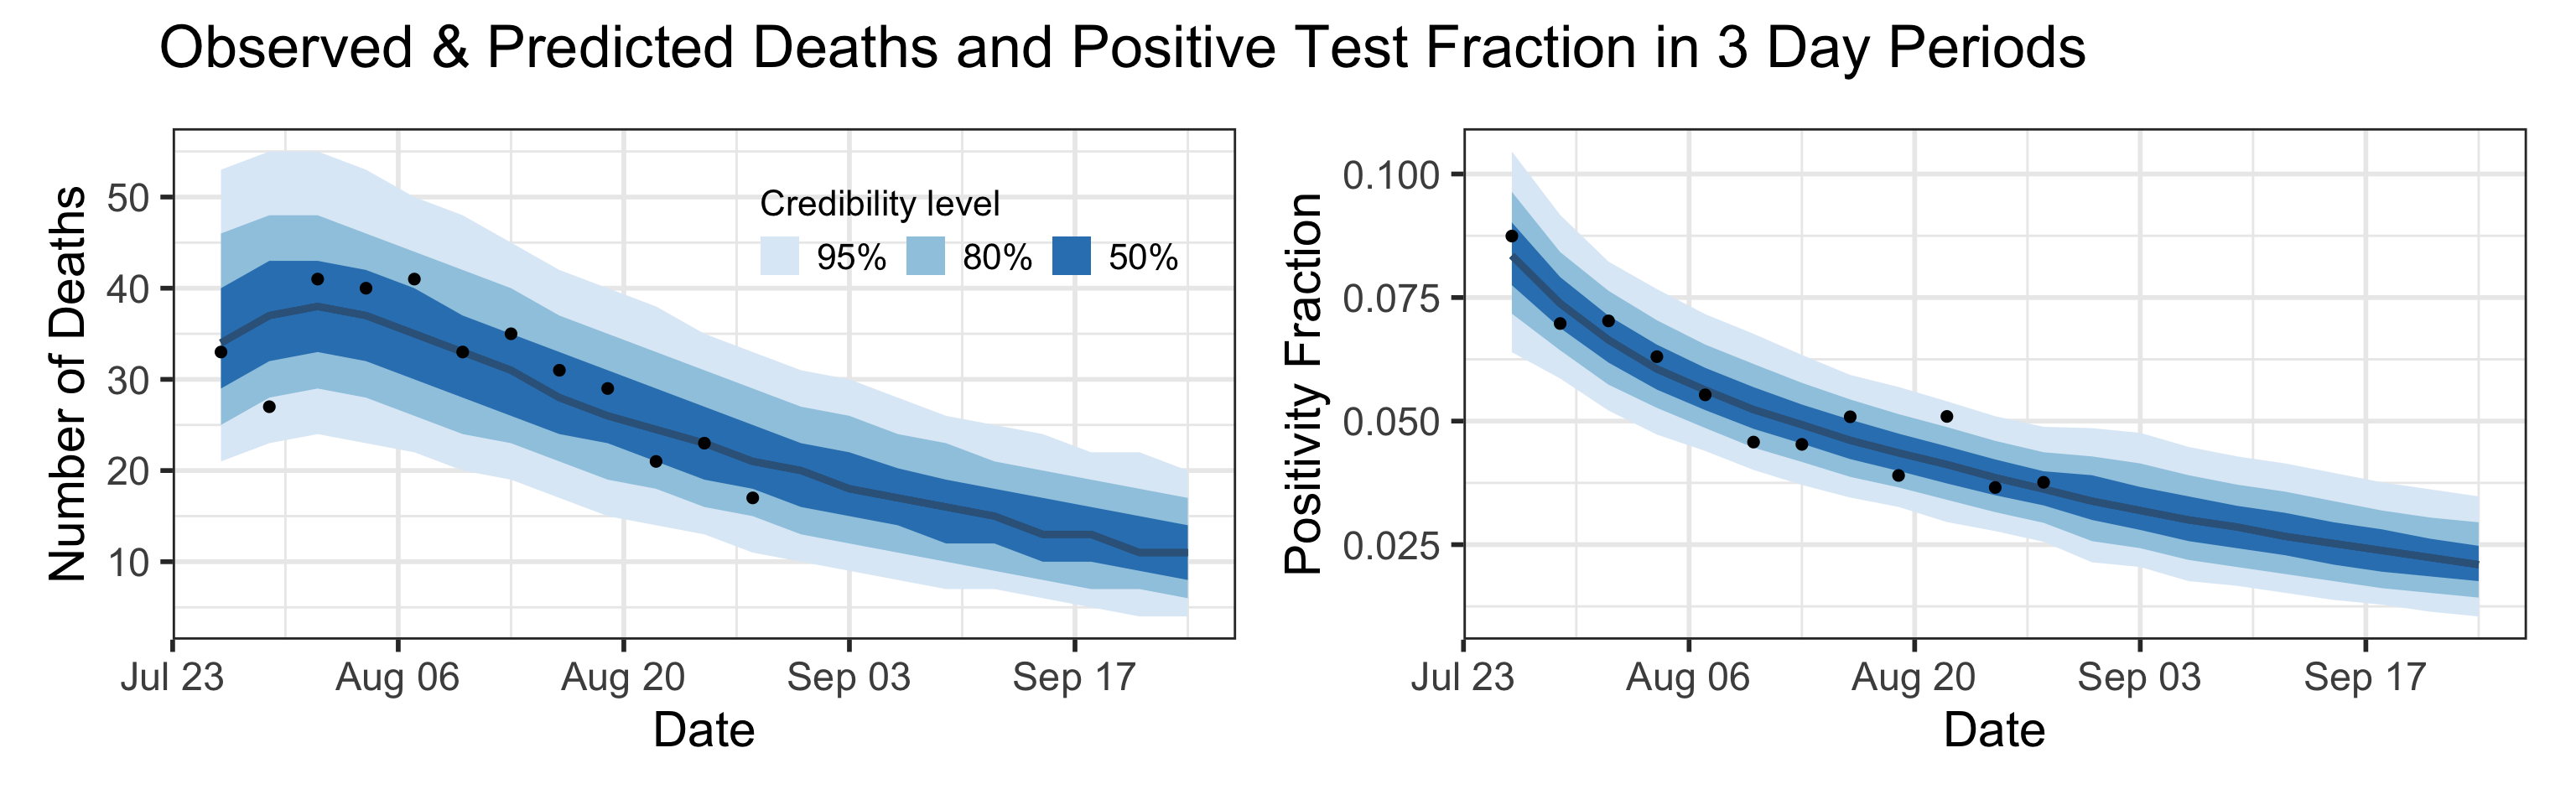 Observed & Predicted Deaths and Positive Test Fraction in 3 Day Periods
Number of Deaths
50
40
30
20
10
Credibility level
95% 80% 50%
Jul 23 Aug 06 Aug 20 Sep 03 Sep 17
Date
Positivity Fraction
0.100
0.075
0.050
0.025
Jul 23 Aug 06 Aug 20 Sep 03 Sep 17
Date